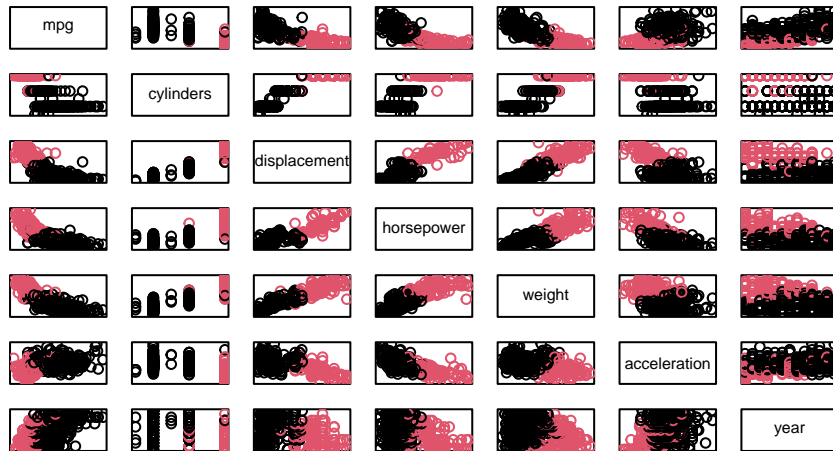 mpg
cylinders
displacement
horsepower
weight
acceleration
year